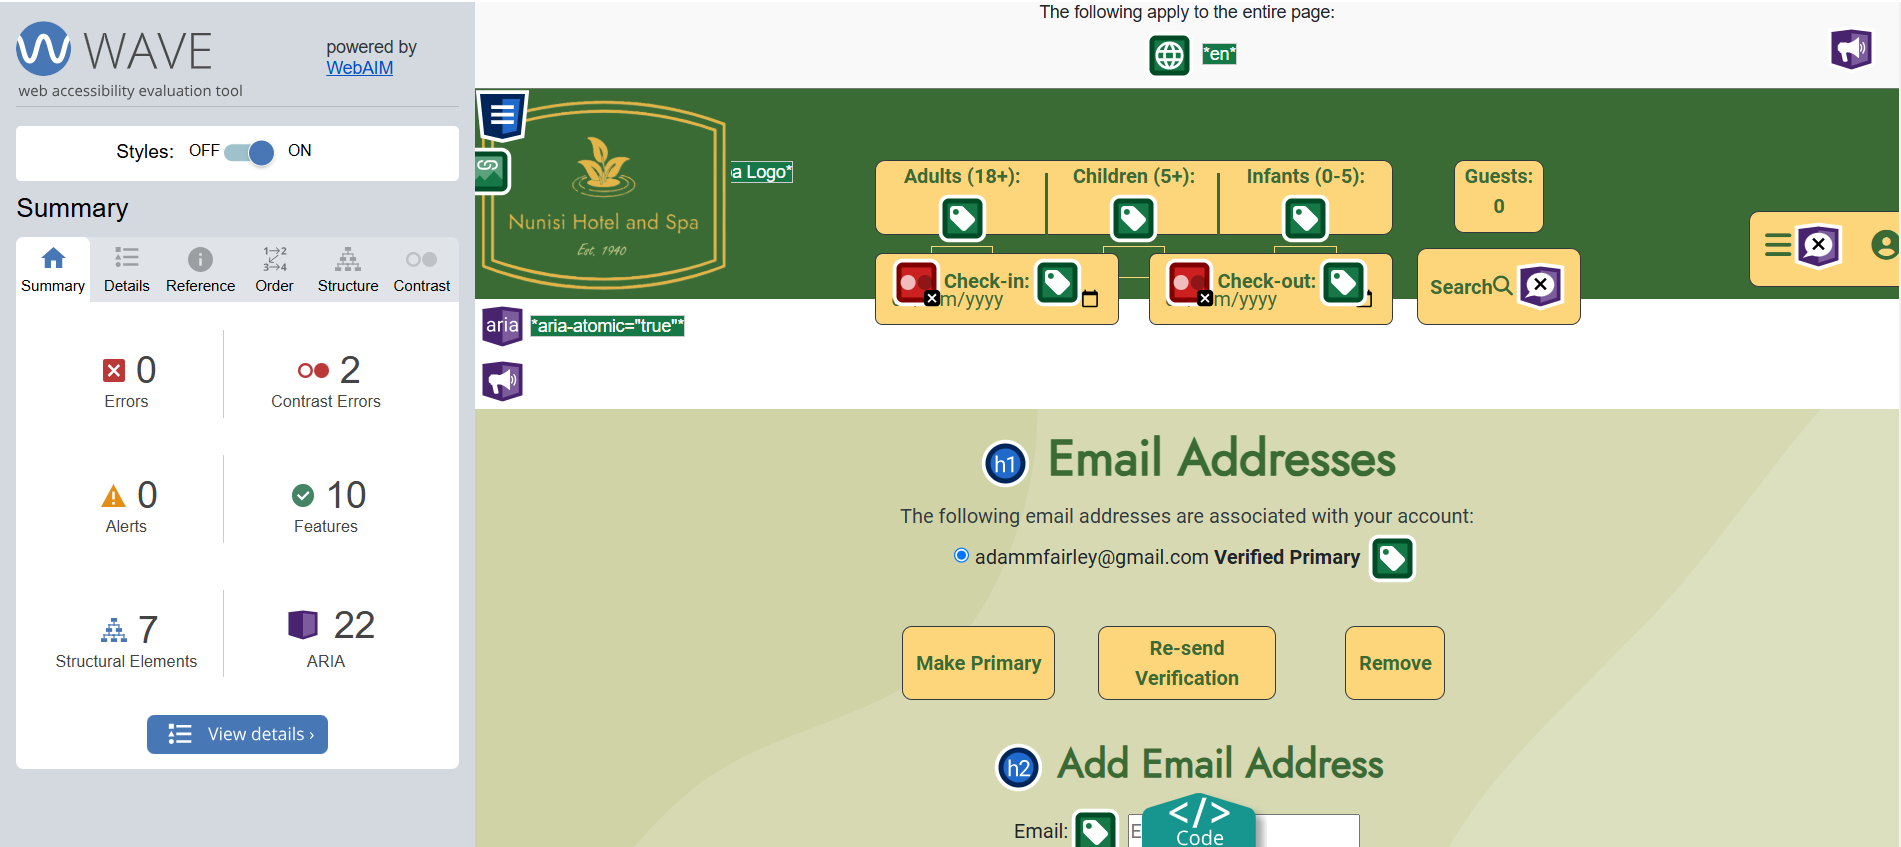 WAVE
powered by
WebAIM
web accessibility evaluation tool
Styles: OFF ON
Summary
Summary Details Reference Order Structure Contrast
0
Errors
2
Contrast Errors
0
Alerts
10
Features
7
Structural Elements
22
ARIA
View details ›
The following apply to the entire page:
*en*
Nunisi Hotel and Spa
Est. 1940
a Logo*
Adults (18+): Children (5+): Infants (0-5):
Guests:
0
Check-in:
m/yyyy
Check-out:
m/yyyy
Search
aria *aria-atomic="true"*
h1 Email Addresses
The following email addresses are associated with your account:
adammfairley@gmail.com Verified Primary
Make Primary
Re-send
Verification
Remove
h2 Add Email Address
Email: E
</>
Code